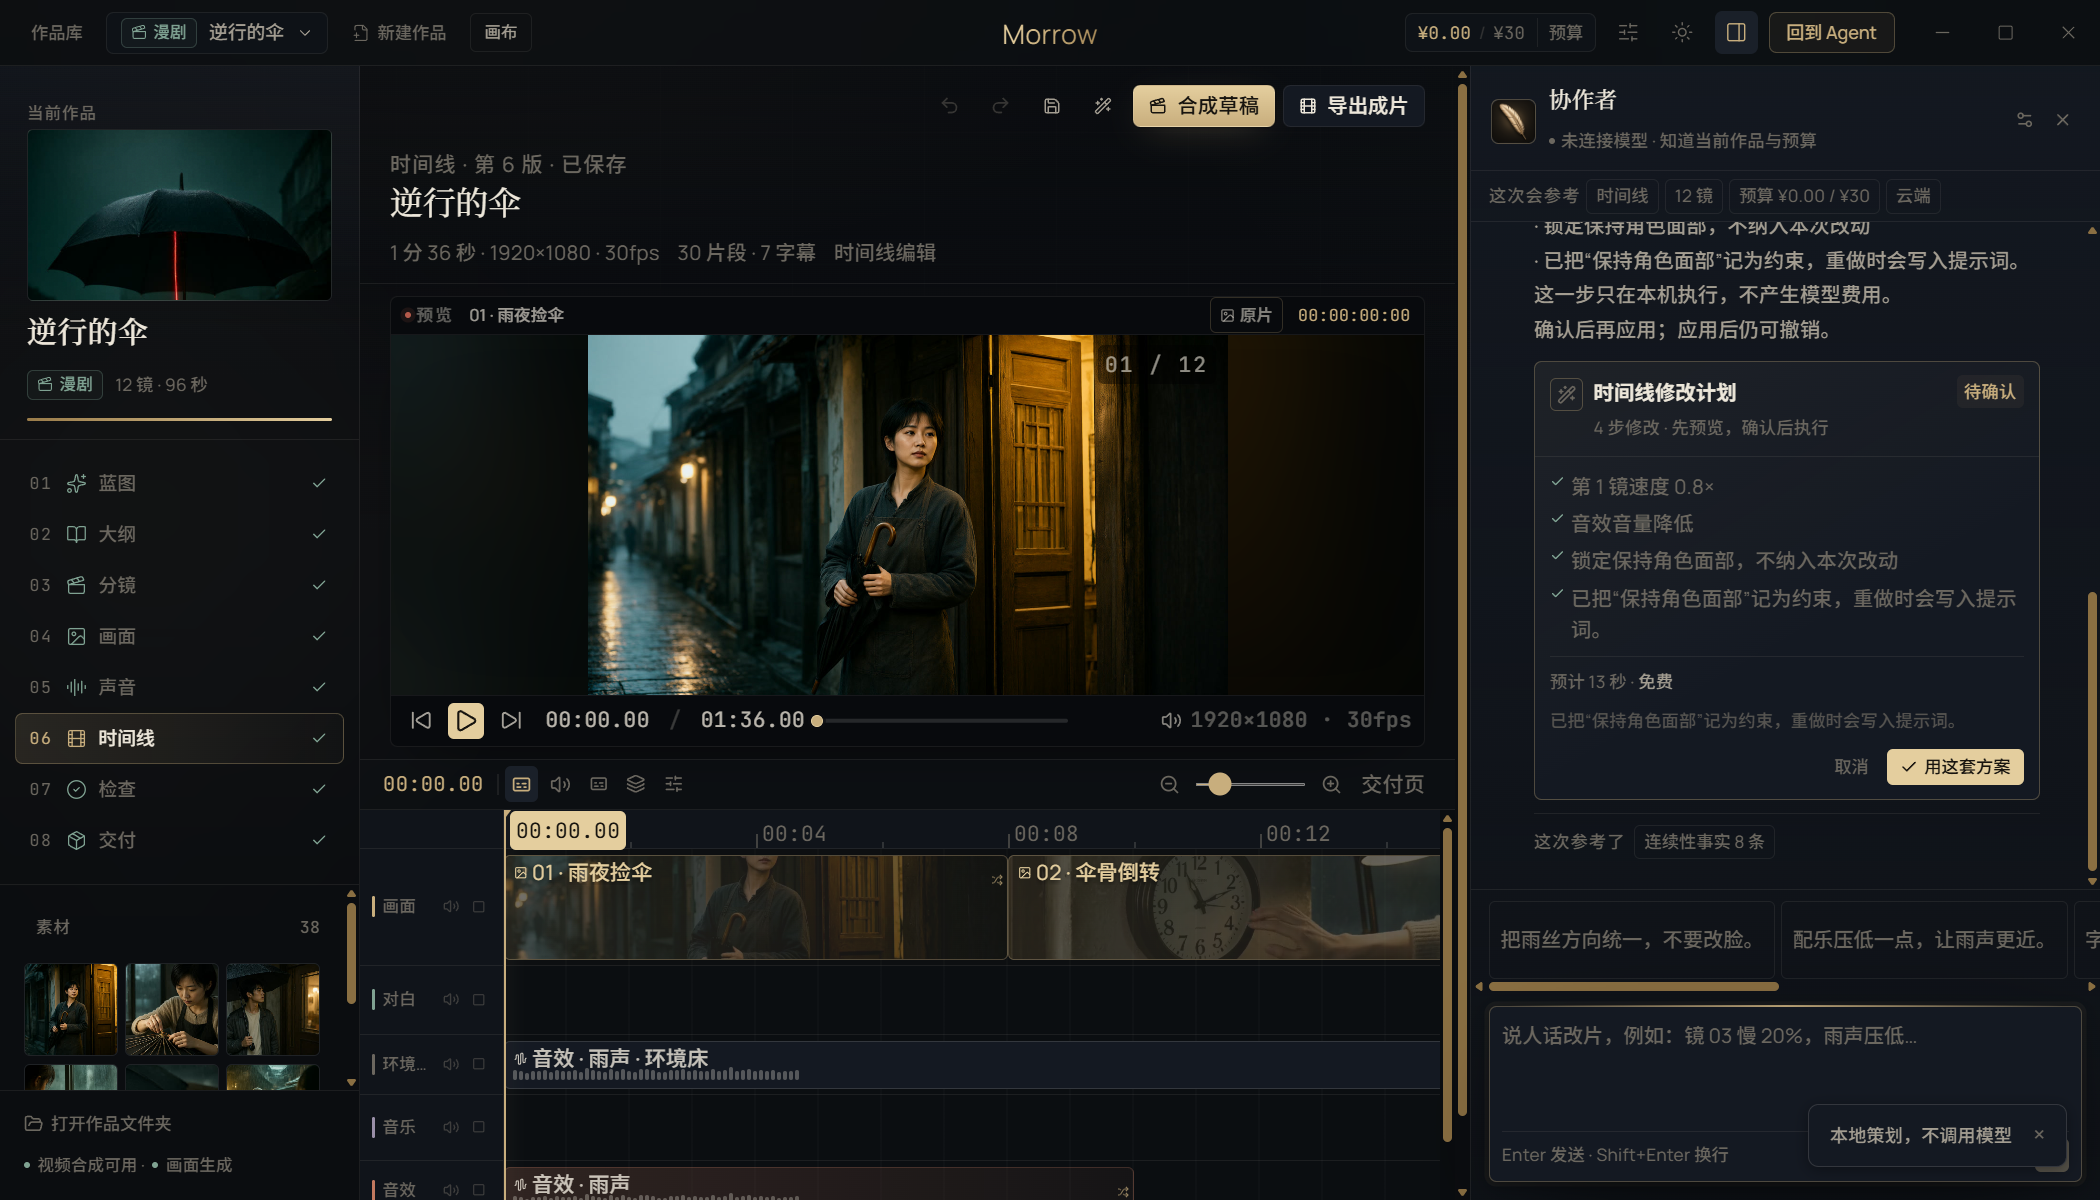 作品库
漫剧 逆行的伞
新建作品
画布
Morrow
¥0.00 / ¥30 预算
回到 Agent
当前作品
逆行的伞
漫剧 12 镜 · 96 秒
01 蓝图
02 大纲
03 分镜
04 画面
05 声音
06 时间线
07 检查
08 交付
素材 38
打开作品文件夹
视频合成可用 · 画面生成
合成草稿
导出成片
时间线 · 第 6 版 · 已保存
逆行的伞
1 分 36 秒 · 1920×1080 · 30fps 30 片段 · 7 字幕 时间线编辑
预览 01 · 雨夜捡伞
原片 00:00:00:00
01 / 12
00:00.00 / 01:36.00
1920×1080 · 30fps
00:00.00
交付页
00:00.00 00:04 00:08 00:12
画面
01 · 雨夜捡伞
02 · 伞骨倒转
对白
环境...
音效 · 雨声 · 环境床
音乐
音效
音效 · 雨声
协作者
未连接模型 · 知道当前作品与预算
这次会参考 时间线 12 镜 预算 ¥0.00 / ¥30 云端
· 锁定保持角色面部，不纳入本次改动
· 已把“保持角色面部”记为约束，重做时会写入提示词。
这一步只在本机执行，不产生模型费用。
确认后再应用；应用后仍可撤销。
时间线修改计划 待确认
4 步修改 · 先预览，确认后执行
第 1 镜速度 0.8×
音效音量降低
锁定保持角色面部，不纳入本次改动
已把“保持角色面部”记为约束，重做时会写入提示
词。
预计 13 秒 · 免费
已把“保持角色面部”记为约束，重做时会写入提示词。
取消 用这套方案
这次参考了 连续性事实 8 条
把雨丝方向统一，不要改脸。
配乐压低一点，让雨声更近。
字
说人话改片，例如：镜 03 慢 20%，雨声压低...
Enter 发送 · Shift+Enter 换行
本地策划，不调用模型